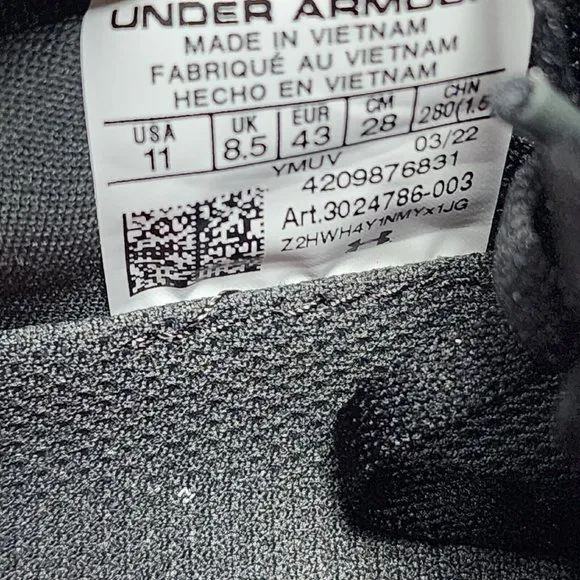 UNDER ARMOUR
MADE IN VIETNAM
FABRIQUÉ AU VIETNAM
HECHO EN VIETNAM
USA UK EUR CM CHN
11 8.5 43 28 280(1.5
YMUV 03/22
4209876831
Art.3024786-003
Z2HWH4Y1NMYx1JG